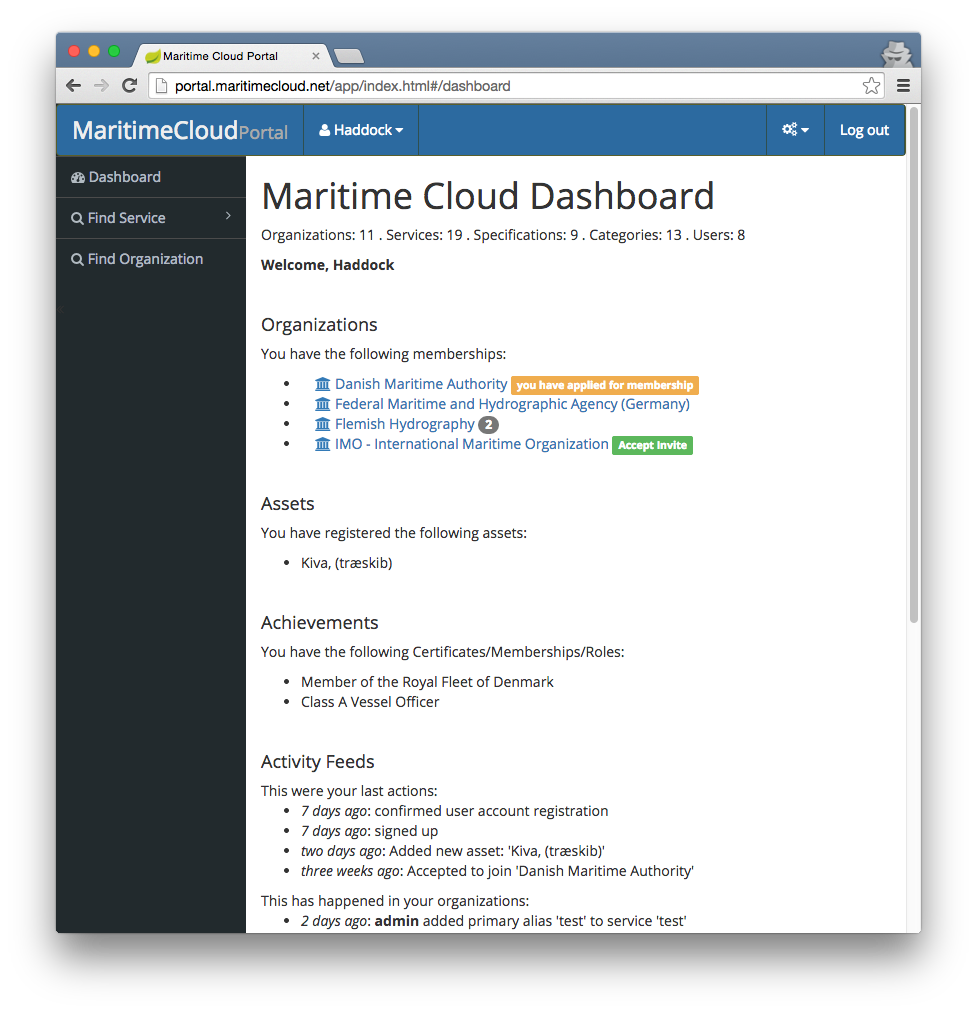 Maritime Cloud Portal
portal.maritimecloud.net/app/index.html#/dashboard
MaritimeCloudPortal
Haddock
Log out
Dashboard
Find Service
Find Organization
Maritime Cloud Dashboard
Organizations: 11 . Services: 19 . Specifications: 9 . Categories: 13 . Users: 8
Welcome, Haddock
Organizations
You have the following memberships:
• Danish Maritime Authority you have applied for membership
• Federal Maritime and Hydrographic Agency (Germany)
• Flemish Hydrography 2
• IMO - International Maritime Organization Accept Invite
Assets
You have registered the following assets:
• Kiva, (træskib)
Achievements
You have the following Certificates/Memberships/Roles:
• Member of the Royal Fleet of Denmark
• Class A Vessel Officer
Activity Feeds
This were your last actions:
• 7 days ago: confirmed user account registration
• 7 days ago: signed up
• two days ago: Added new asset: 'Kiva, (træskib)'
• three weeks ago: Accepted to join 'Danish Maritime Authority'
This has happened in your organizations:
• 2 days ago: admin added primary alias 'test' to service 'test'